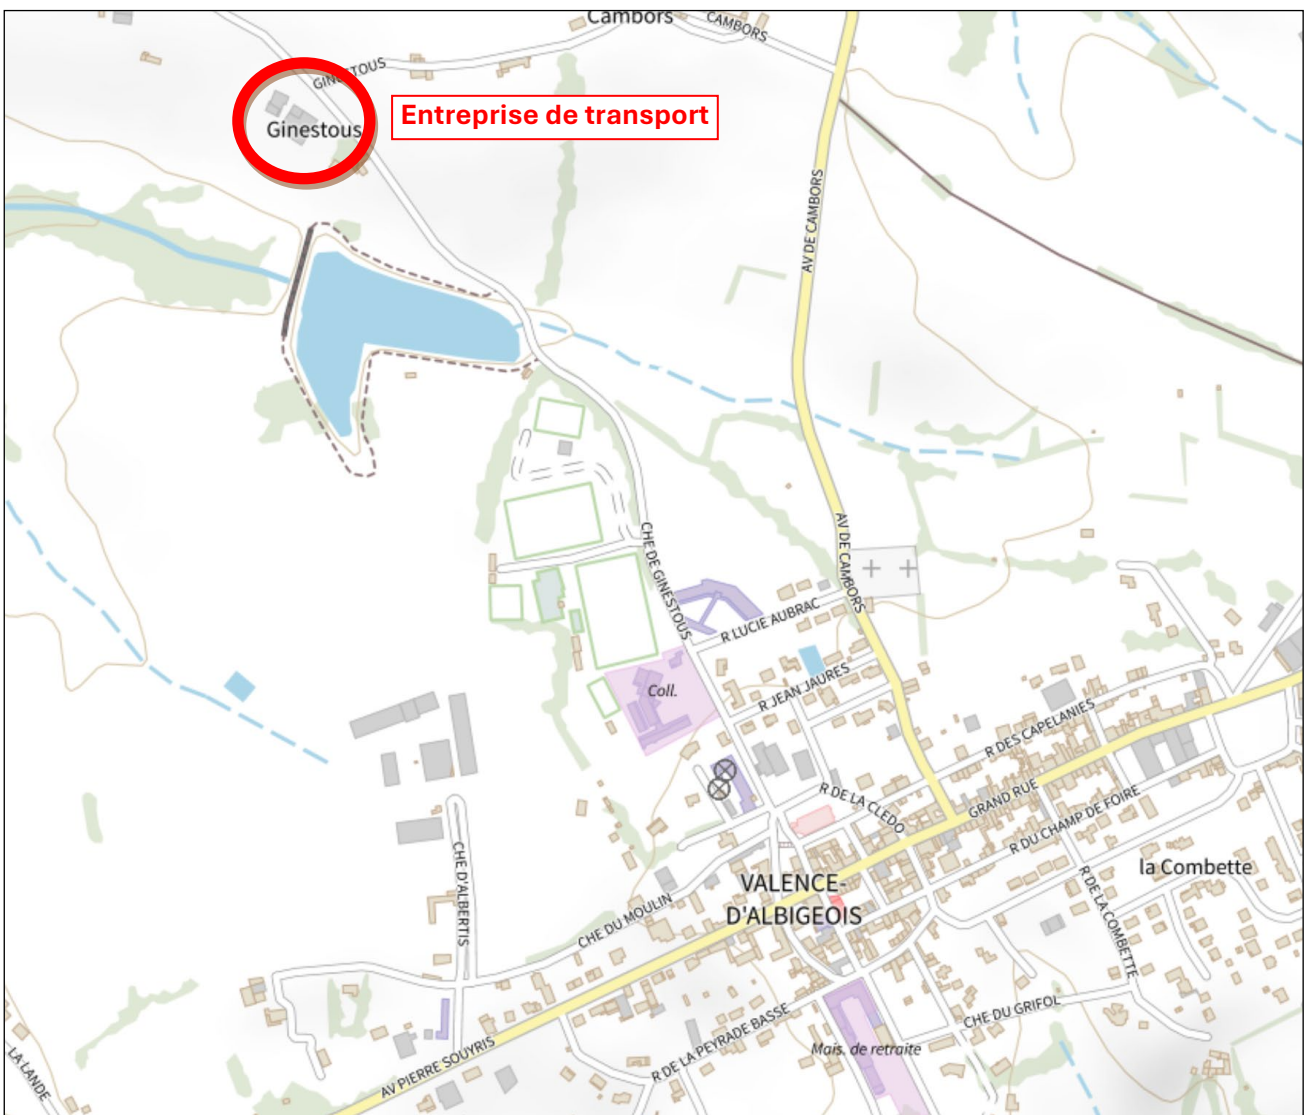 Cambors
CAMBORS
GINESTOUS
Entreprise de transport
Ginestous
AV DE CAMBORS
AV DE CAMBORS
CHE DE GINESTOUS
R LUCIE AUBRAC
Coll.
R JEAN JAURES
R DES CAPELANIES
R DE LA CLEDO
GRAND RUE
R DU CHAMP DE FOIRE
CHE D'ALBERTIS
VALENCE-
D'ALBIGEOIS
la Combette
CHE DU MOULIN
R DE LA COMBETTE
CHE DU GRIFOL
R DE LA PEYRADE BASSE
Mais. de retraite
AV PIERRE SOUYRIS
LA LANDE